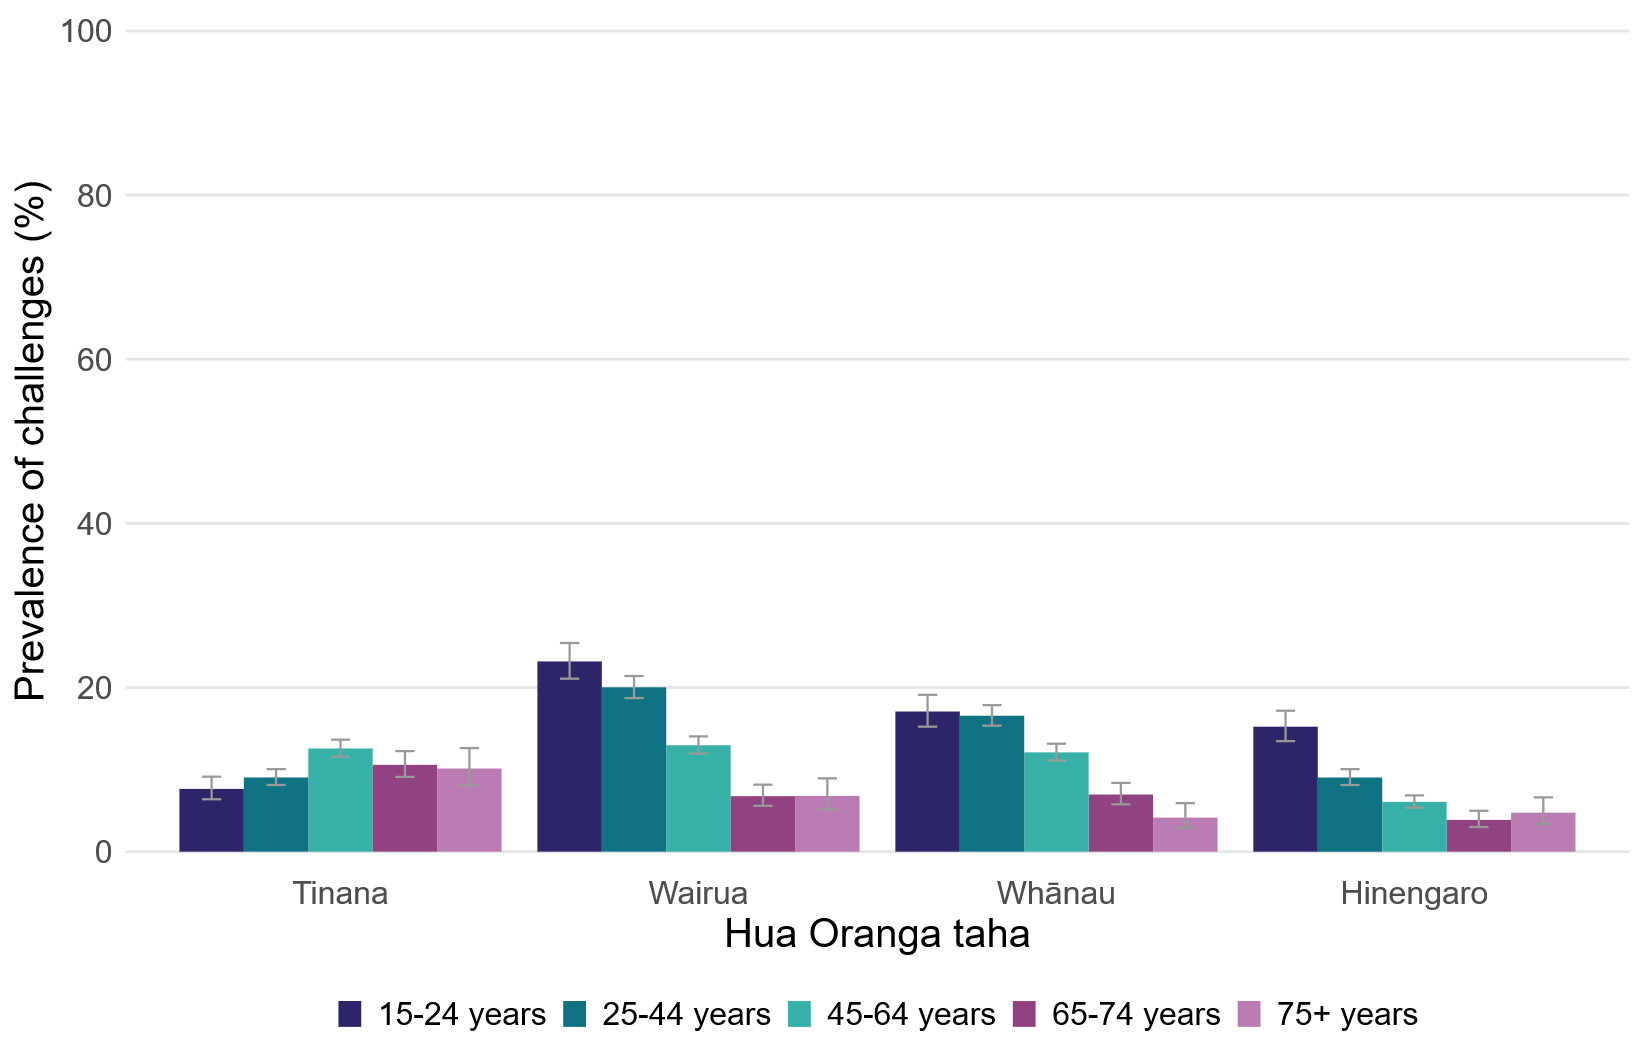 100
80
60
40
20
0
Prevalence of challenges (%)
Tinana Wairua Whānau Hinengaro
Hua Oranga taha
15-24 years 25-44 years 45-64 years 65-74 years 75+ years